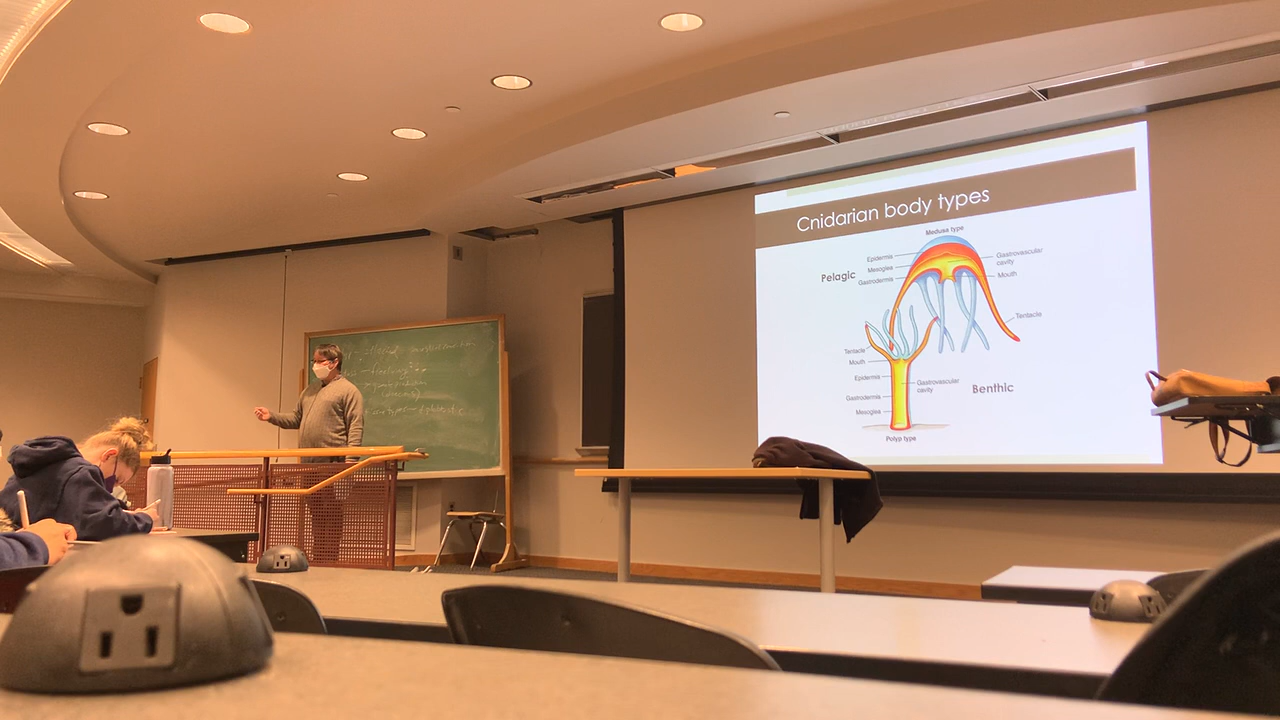 Cnidarian body types
Medusa type
Epidermis
Mesoglea
Gastrodermis
Pelagic
Gastrovascular
cavity
Mouth
Tentacle
Tentacle
Mouth
Epidermis
Gastrovascular
cavity
Gastrodermis
Mesoglea
Benthic
Polyp type